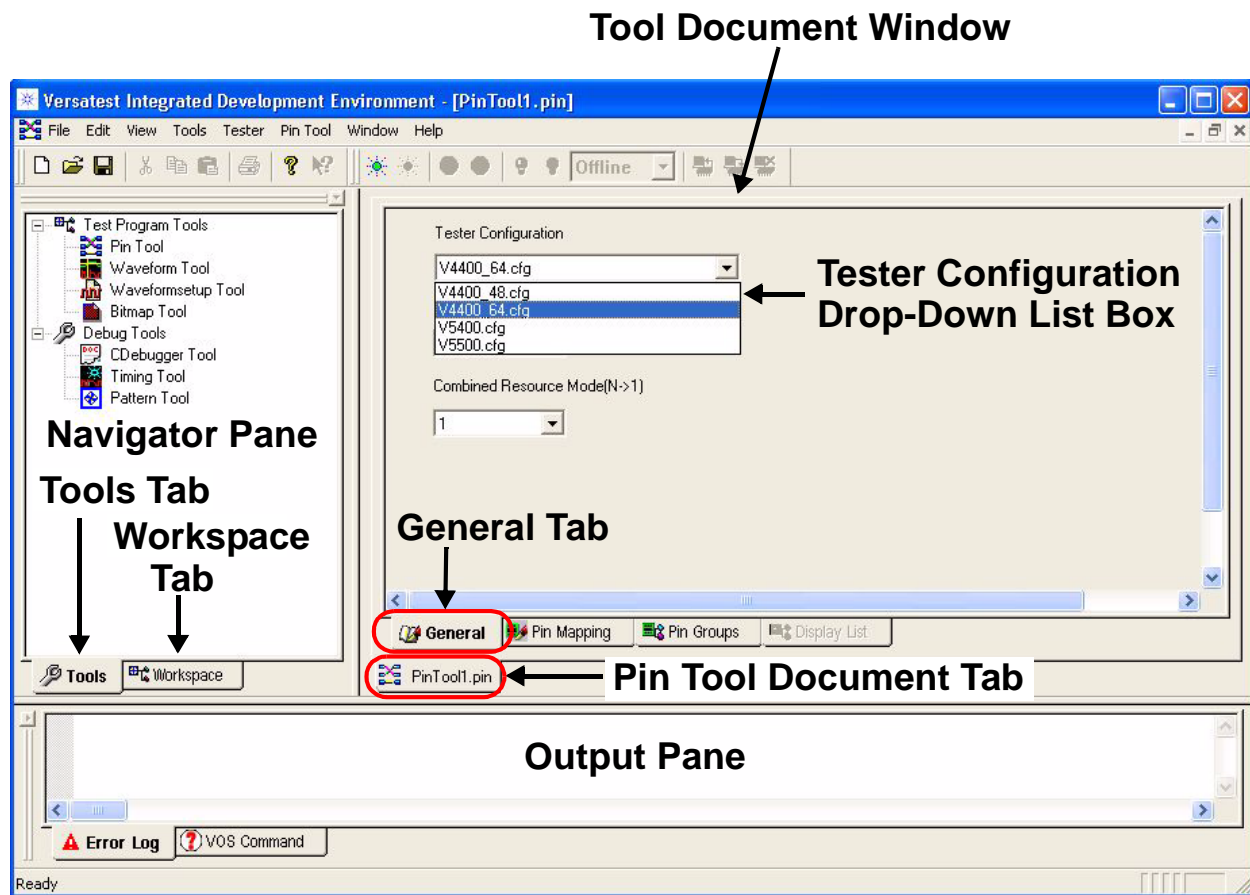 Tool Document Window
Versatest Integrated Development Environment - [PinTool1.pin]
File Edit View Tools Tester Pin Tool Window Help
Offline
Test Program Tools
Pin Tool
Waveform Tool
Waveformsetup Tool
Bitmap Tool
Debug Tools
CDebugger Tool
Timing Tool
Pattern Tool
Navigator Pane
Tools Tab
Workspace
Tab
Tools
Workspace
Tester Configuration
V4400_64.cfg
V4400_48.cfg
V4400_64.cfg
V5400.cfg
V5500.cfg
Tester Configuration
Drop-Down List Box
Combined Resource Mode(N->1)
1
General Tab
General
Pin Mapping
Pin Groups
Display List
PinTool1.pin
Pin Tool Document Tab
Output Pane
Error Log
VOS Command
Ready